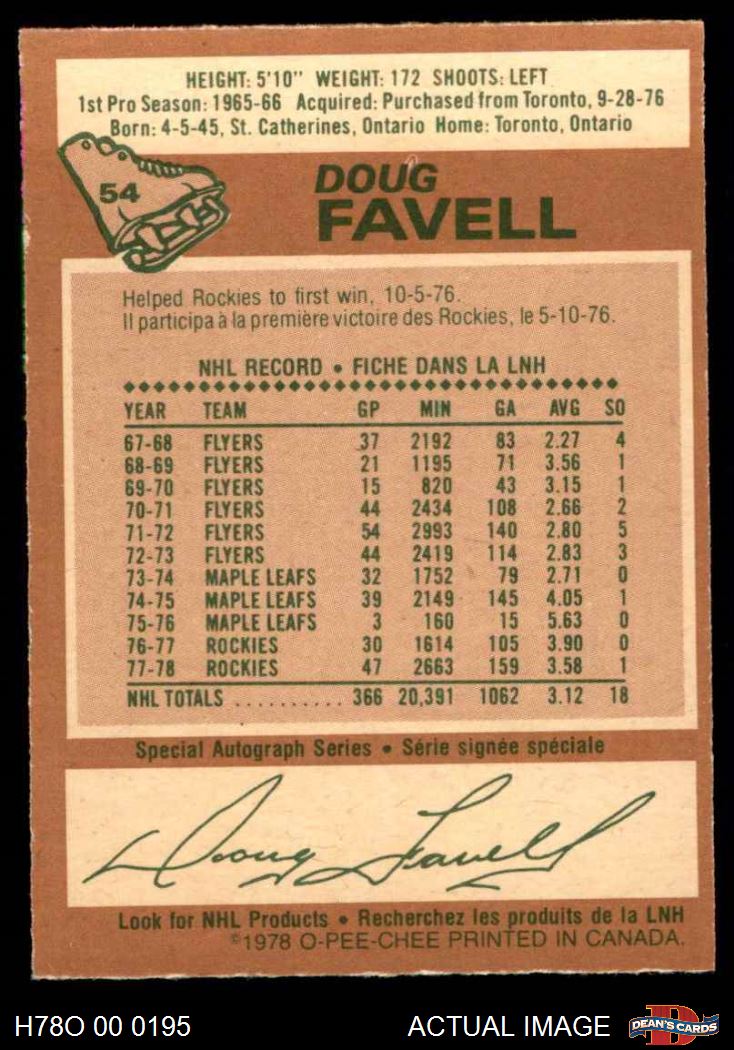 HEIGHT: 5'10" WEIGHT: 172 SHOOTS: LEFT
1st Pro Season: 1965-66 Acquired: Purchased from Toronto, 9-28-76
Born: 4-5-45, St. Catherines, Ontario Home: Toronto, Ontario
54
DOUG
FAVELL
Helped Rockies to first win, 10-5-76.
Il participa à la première victoire des Rockies, le 5-10-76.
NHL RECORD • FICHE DANS LA LNH
YEAR TEAM GP MIN GA AVG SO
67-68 FLYERS 37 2192 83 2.27 4
68-69 FLYERS 21 1195 71 3.56 1
69-70 FLYERS 15 820 43 3.15 1
70-71 FLYERS 44 2434 108 2.66 2
71-72 FLYERS 54 2993 140 2.80 5
72-73 FLYERS 44 2419 114 2.83 3
73-74 MAPLE LEAFS 32 1752 79 2.71 0
74-75 MAPLE LEAFS 39 2149 145 4.05 1
75-76 MAPLE LEAFS 3 160 15 5.63 0
76-77 ROCKIES 30 1614 105 3.90 0
77-78 ROCKIES 47 2663 159 3.58 1
NHL TOTALS .......... 366 20,391 1062 3.12 18
Special Autograph Series • Série signée spéciale
Doug Favell
Look for NHL Products • Recherchez les produits de la LNH
©1978 O-PEE-CHEE PRINTED IN CANADA.
H78O 00 0195 ACTUAL IMAGE D DEAN'S CARDS